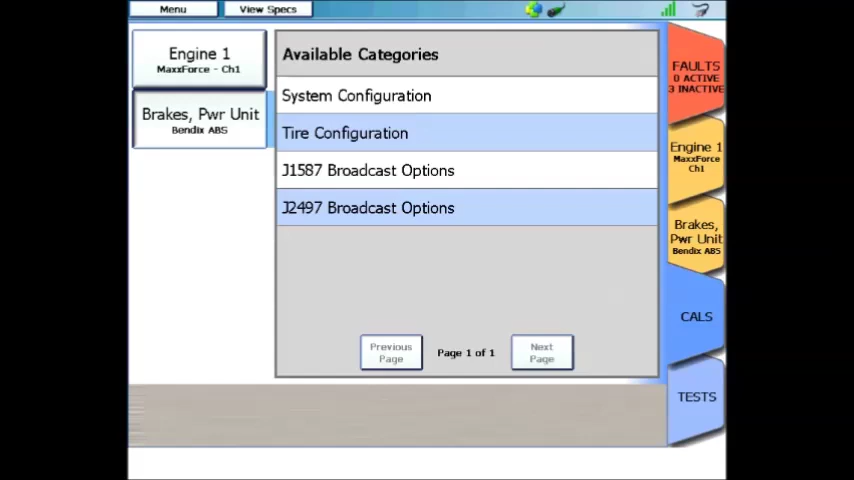 Menu
View Specs
Engine 1
MaxxForce - Ch1
Brakes, Pwr Unit
Bendix ABS
Available Categories
System Configuration
Tire Configuration
J1587 Broadcast Options
J2497 Broadcast Options
Previous
Page
Page 1 of 1
Next
Page
FAULTS
0 ACTIVE
3 INACTIVE
Engine 1
MaxxForce
Ch1
Brakes,
Pwr Unit
Bendix ABS
CALS
TESTS